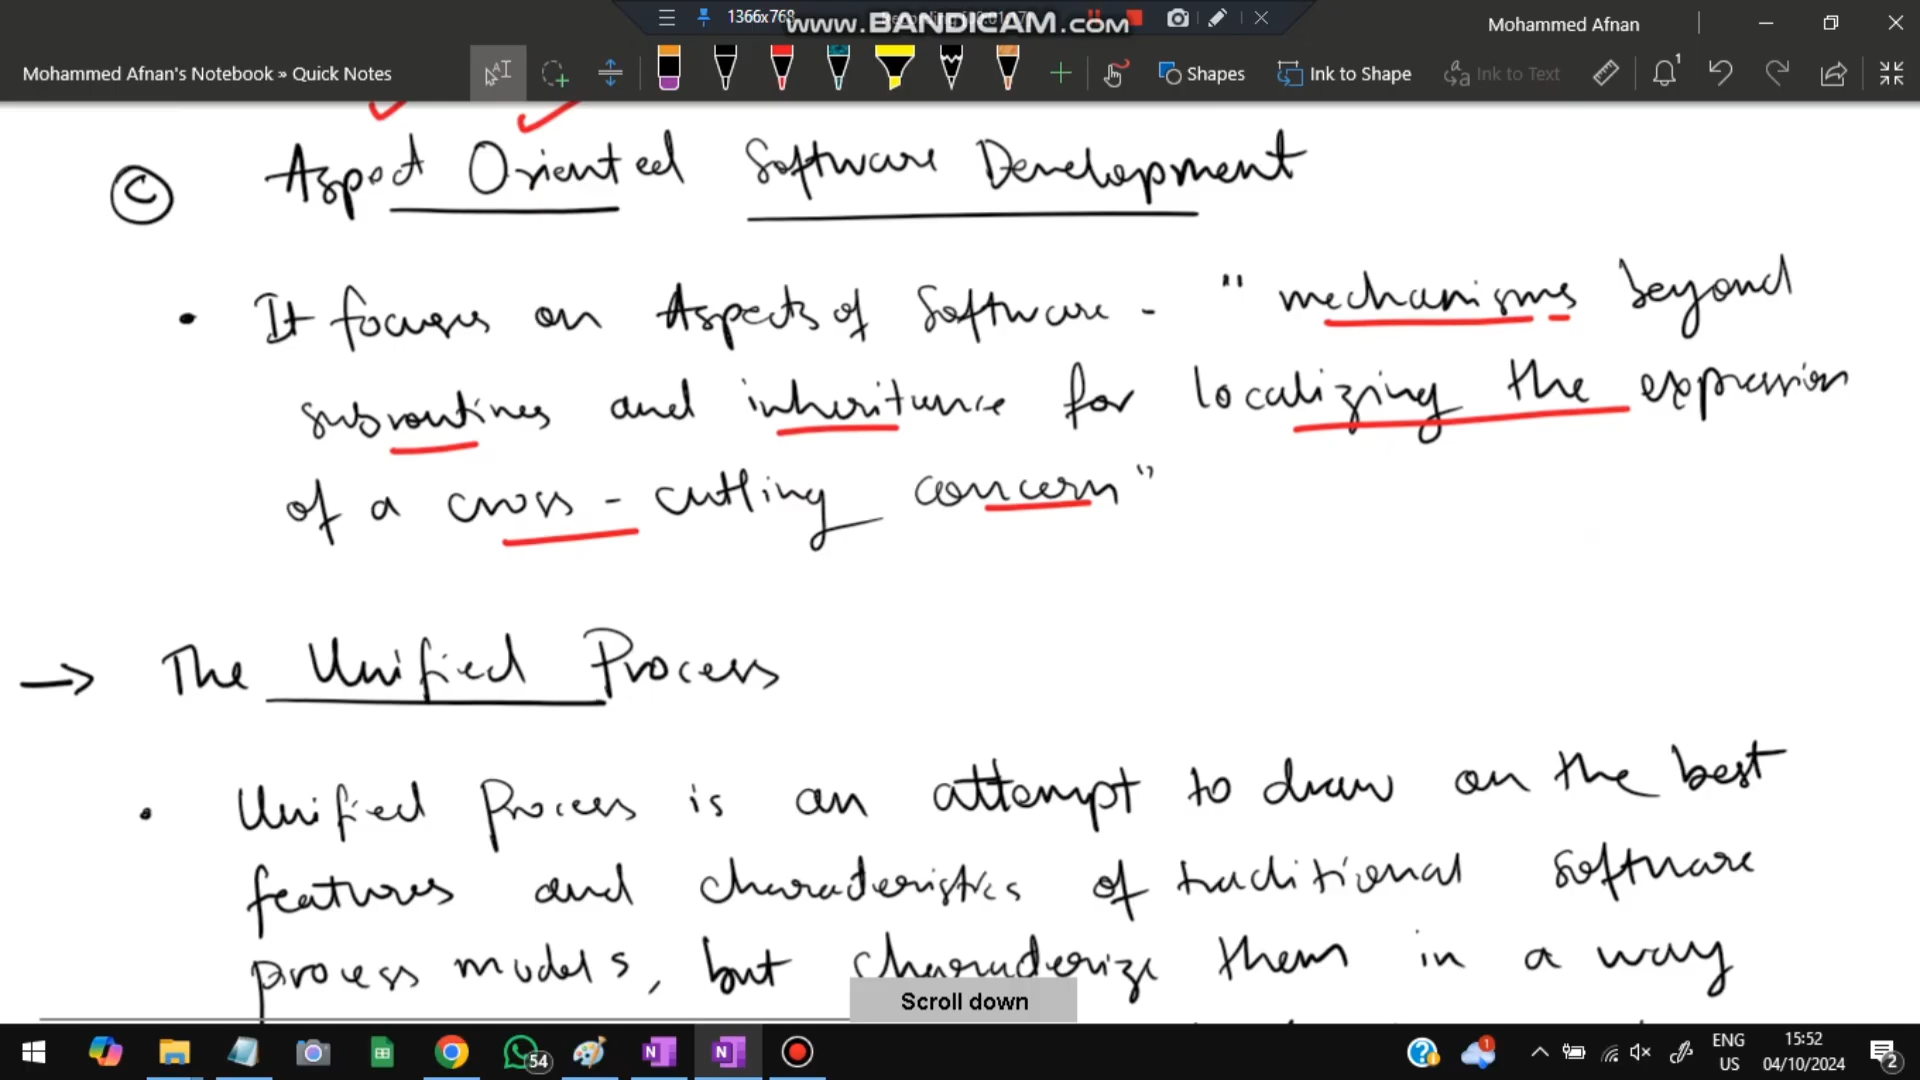 1366x768
www.BANDICAM.com
Mohammed Afnan
Mohammed Afnan's Notebook » Quick Notes
Shapes
Ink to Shape
Ink to Text
1
C Aspect Oriented Software Development
• It focuses on Aspects of Software - "mechanisms beyond
subroutines and inheritance for localizing the expression
of a cross-cutting concern"
→ The Unified Process
• Unified Process is an attempt to draw on the best
features and characteristics of traditional software
process models, but characterize them in a way
Scroll down
54
1
ENG
US
15:52
04/10/2024
2